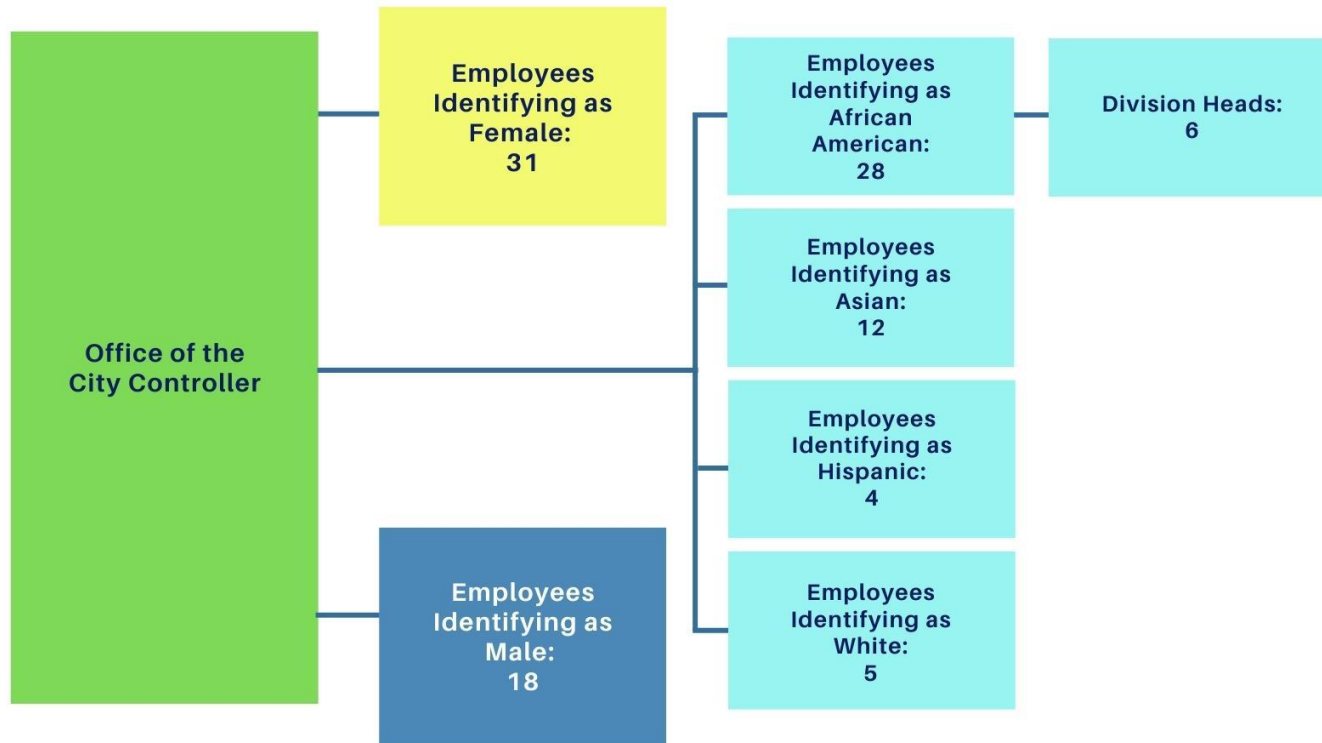 Office of the
City Controller
Employees
Identifying as
Female:
31
Employees
Identifying as
Male:
18
Employees
Identifying as
African
American:
28
Division Heads:
6
Employees
Identifying as
Asian:
12
Employees
Identifying as
Hispanic:
4
Employees
Identifying as
White:
5